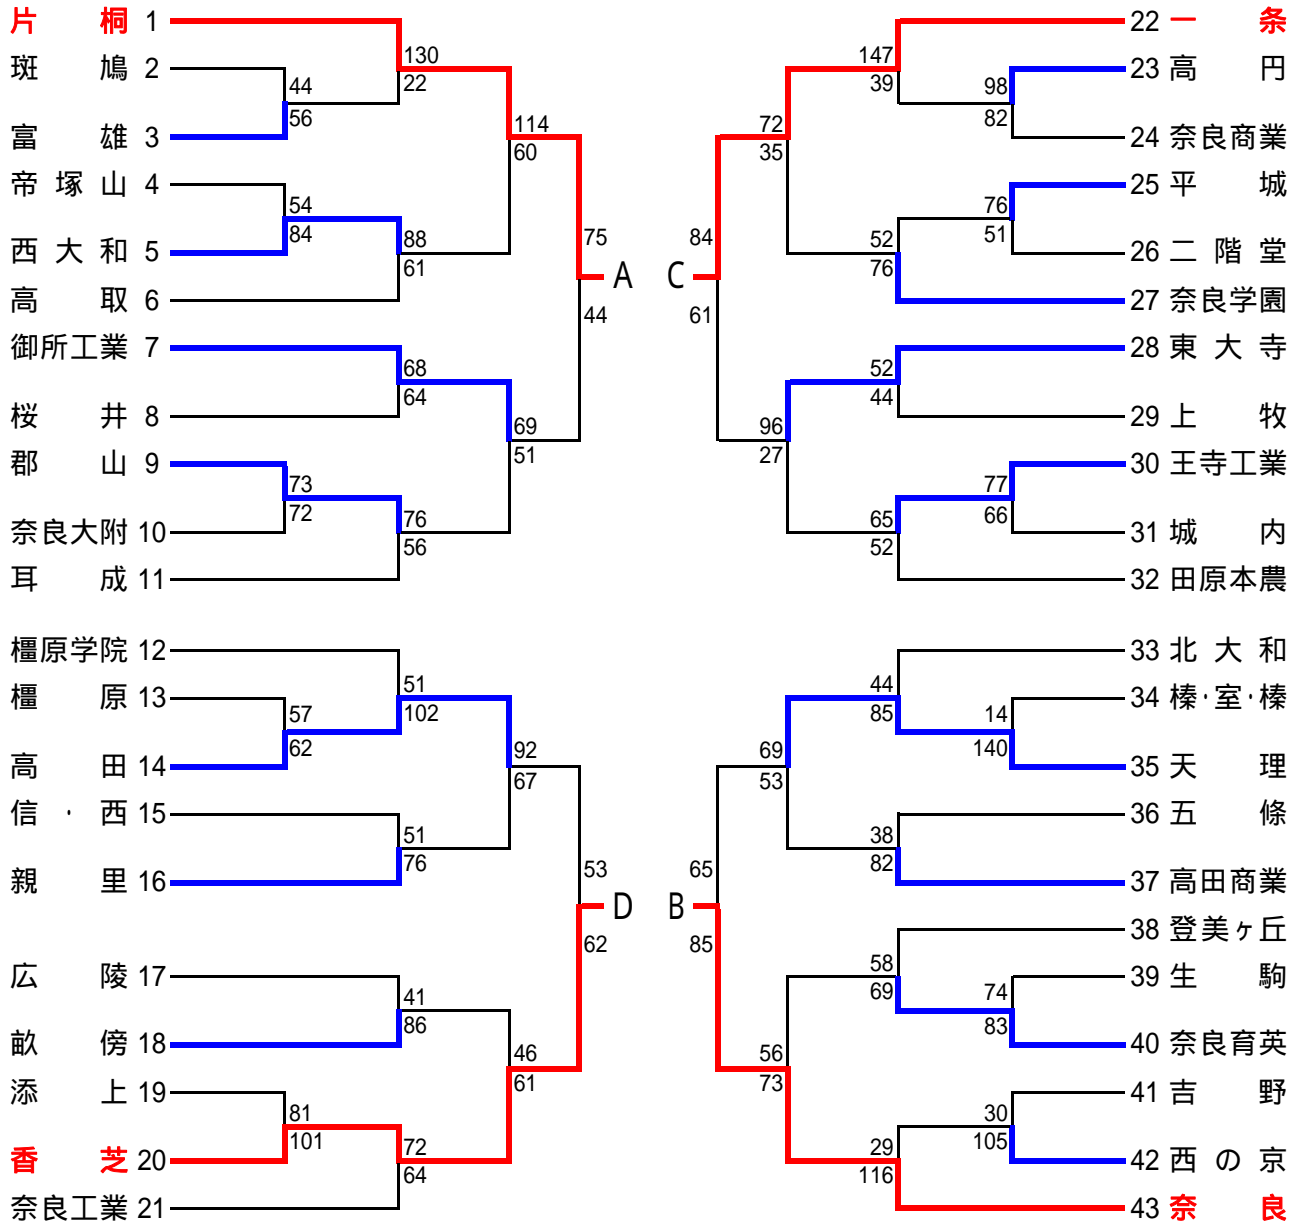 片桐 1
斑鳩 2
富雄 3
帝塚山 4
西大和 5
高取 6
御所工業 7
桜井 8
郡山 9
奈良大附 10
耳成 11
橿原学院 12
橿原 13
高田 14
信・西 15
親里 16
広陵 17
畝傍 18
添上 19
香芝 20
奈良工業 21
44
56
54
84
73
72
57
62
81
101
130
22
88
61
68
64
76
56
51
102
51
76
41
86
72
64
114
60
69
51
92
67
46
61
75
44
53
62
A
D
C
B
84
61
65
85
72
35
96
27
69
53
56
73
147
39
52
76
52
44
65
52
44
85
38
82
58
69
29
116
98
82
76
51
77
66
14
140
74
83
30
105
22 一条
23 高円
24 奈良商業
25 平城
26 二階堂
27 奈良学園
28 東大寺
29 上牧
30 王寺工業
31 城内
32 田原本農
33 北大和
34 榛・室・榛
35 天理
36 五條
37 高田商業
38 登美ヶ丘
39 生駒
40 奈良育英
41 吉野
42 西の京
43 奈良